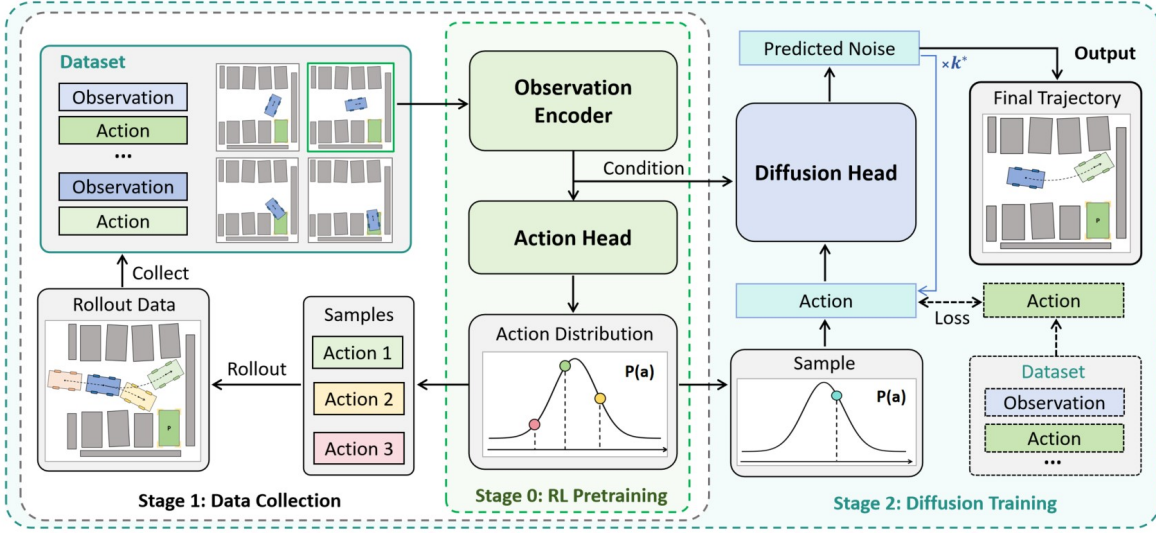 Dataset
Observation
Action
...
Observation
Action
Collect
Rollout Data
P
Rollout
Samples
Action 1
Action 2
Action 3
Stage 1: Data Collection
Observation
Encoder
Condition
Action Head
Action Distribution
P(a)
Stage 0: RL Pretraining
Predicted Noise
×k*
Output
Diffusion Head
Final Trajectory
P
Action
Loss
Action
Sample
P(a)
Dataset
Observation
Action
...
Stage 2: Diffusion Training